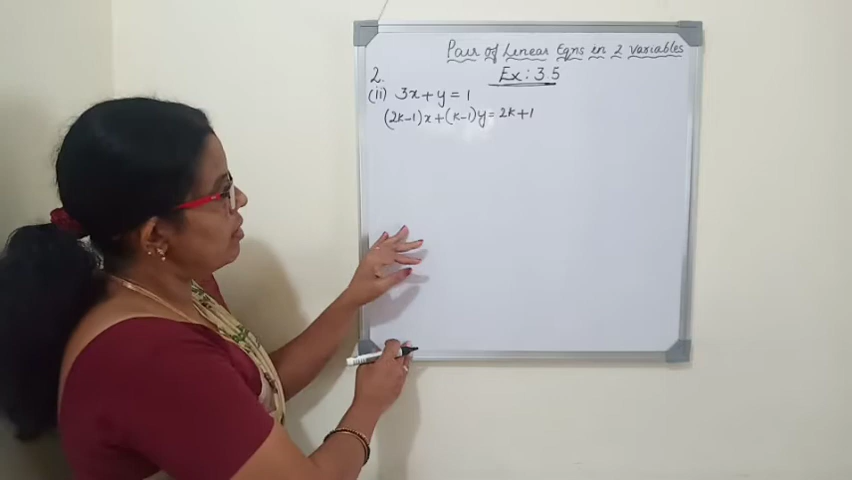 Pair of Linear Eqns in 2 variables
2. Ex: 3.5
(ii) 3x+y=1
(2k-1)x+(k-1)y=2k+1